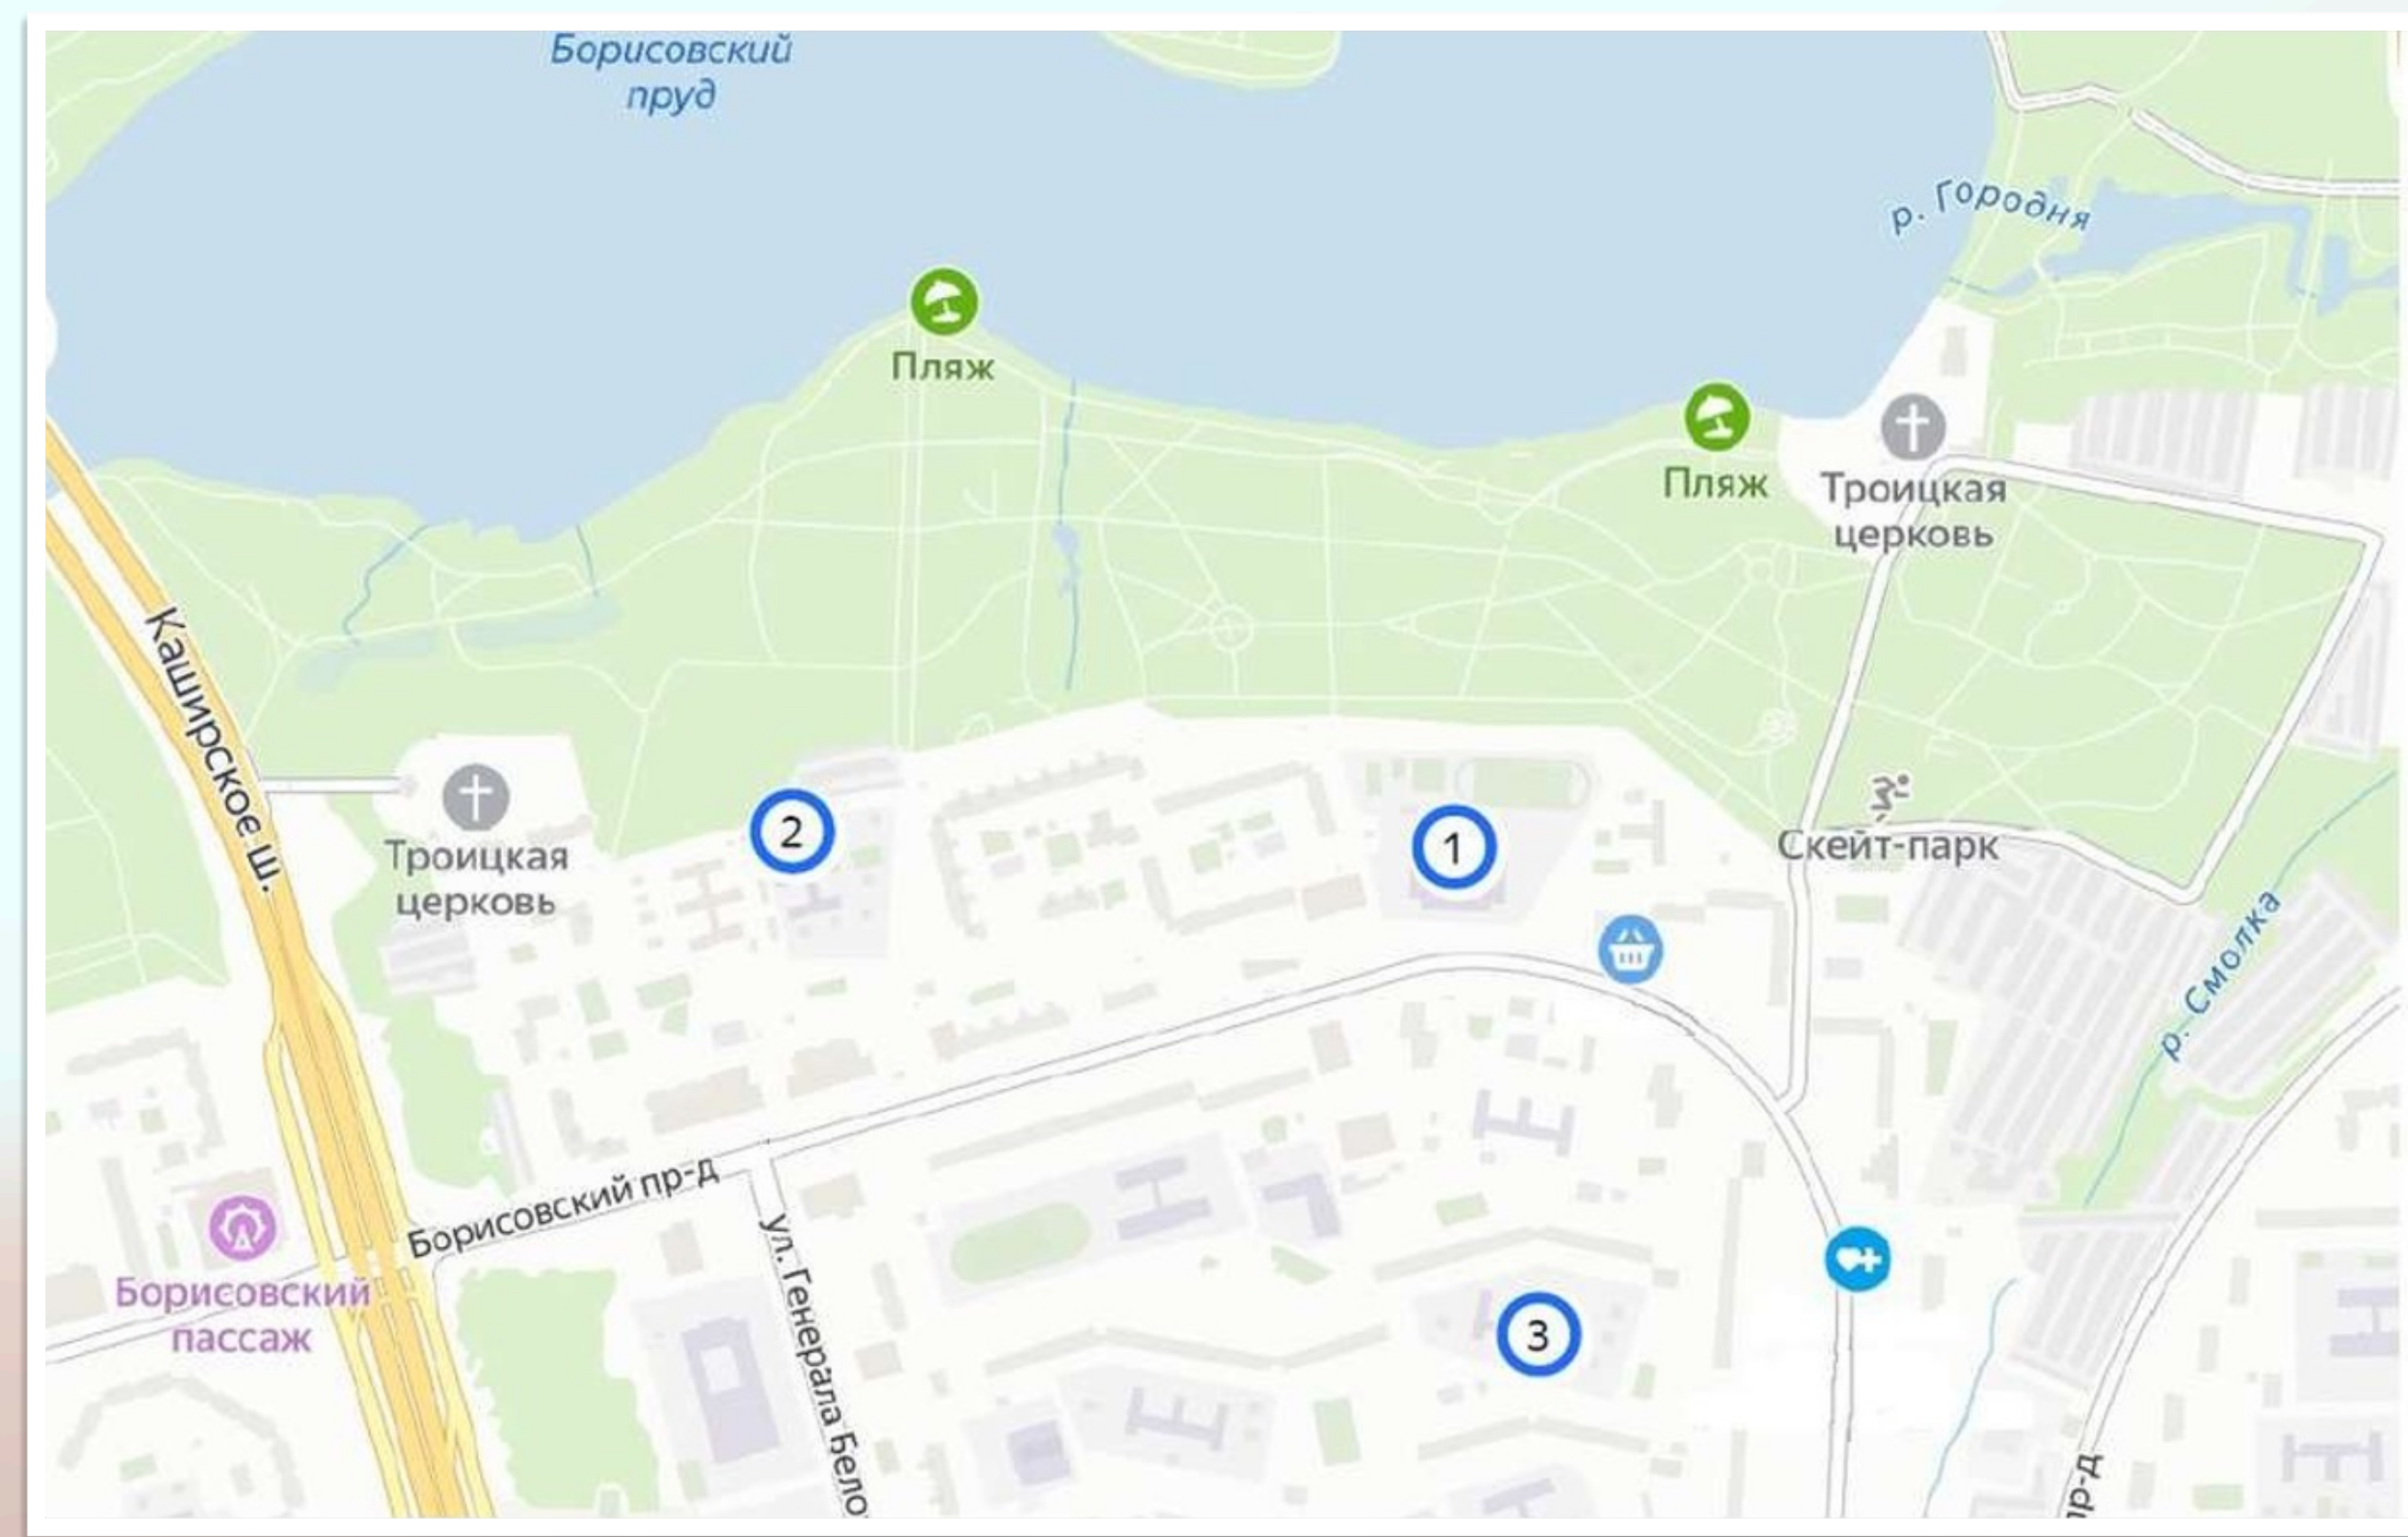 Борисовский
пруд
р. Городня
Пляж
Пляж
Троицкая
церковь
Каширское ш.
2
1
Скейт-парк
Троицкая
церковь
р. Смолка
Борисовский пр-д
ул. Генерала Бело
Борисовский
пассаж
3
пр-д